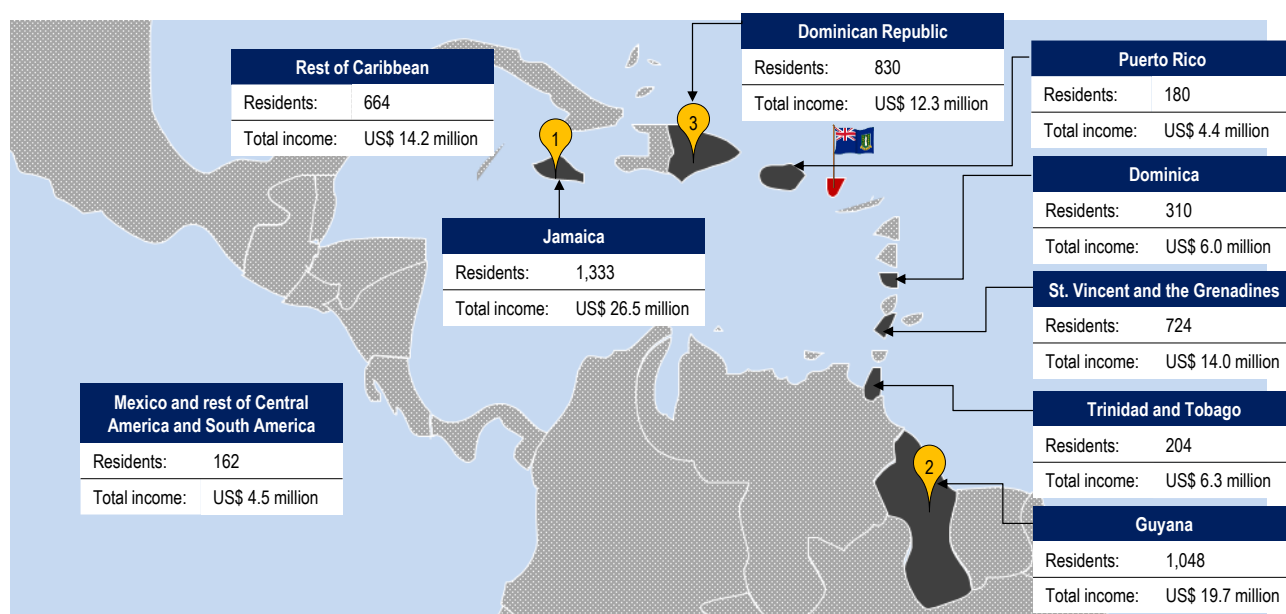 Dominican Republic
Residents: 830
Total income: US$ 12.3 million
Rest of Caribbean
Residents: 664
Total income: US$ 14.2 million
Puerto Rico
Residents: 180
Total income: US$ 4.4 million
1
3
Dominica
Residents: 310
Total income: US$ 6.0 million
Jamaica
Residents: 1,333
Total income: US$ 26.5 million
St. Vincent and the Grenadines
Residents: 724
Total income: US$ 14.0 million
Mexico and rest of Central
America and South America
Residents: 162
Total income: US$ 4.5 million
Trinidad and Tobago
Residents: 204
Total income: US$ 6.3 million
2
Guyana
Residents: 1,048
Total income: US$ 19.7 million